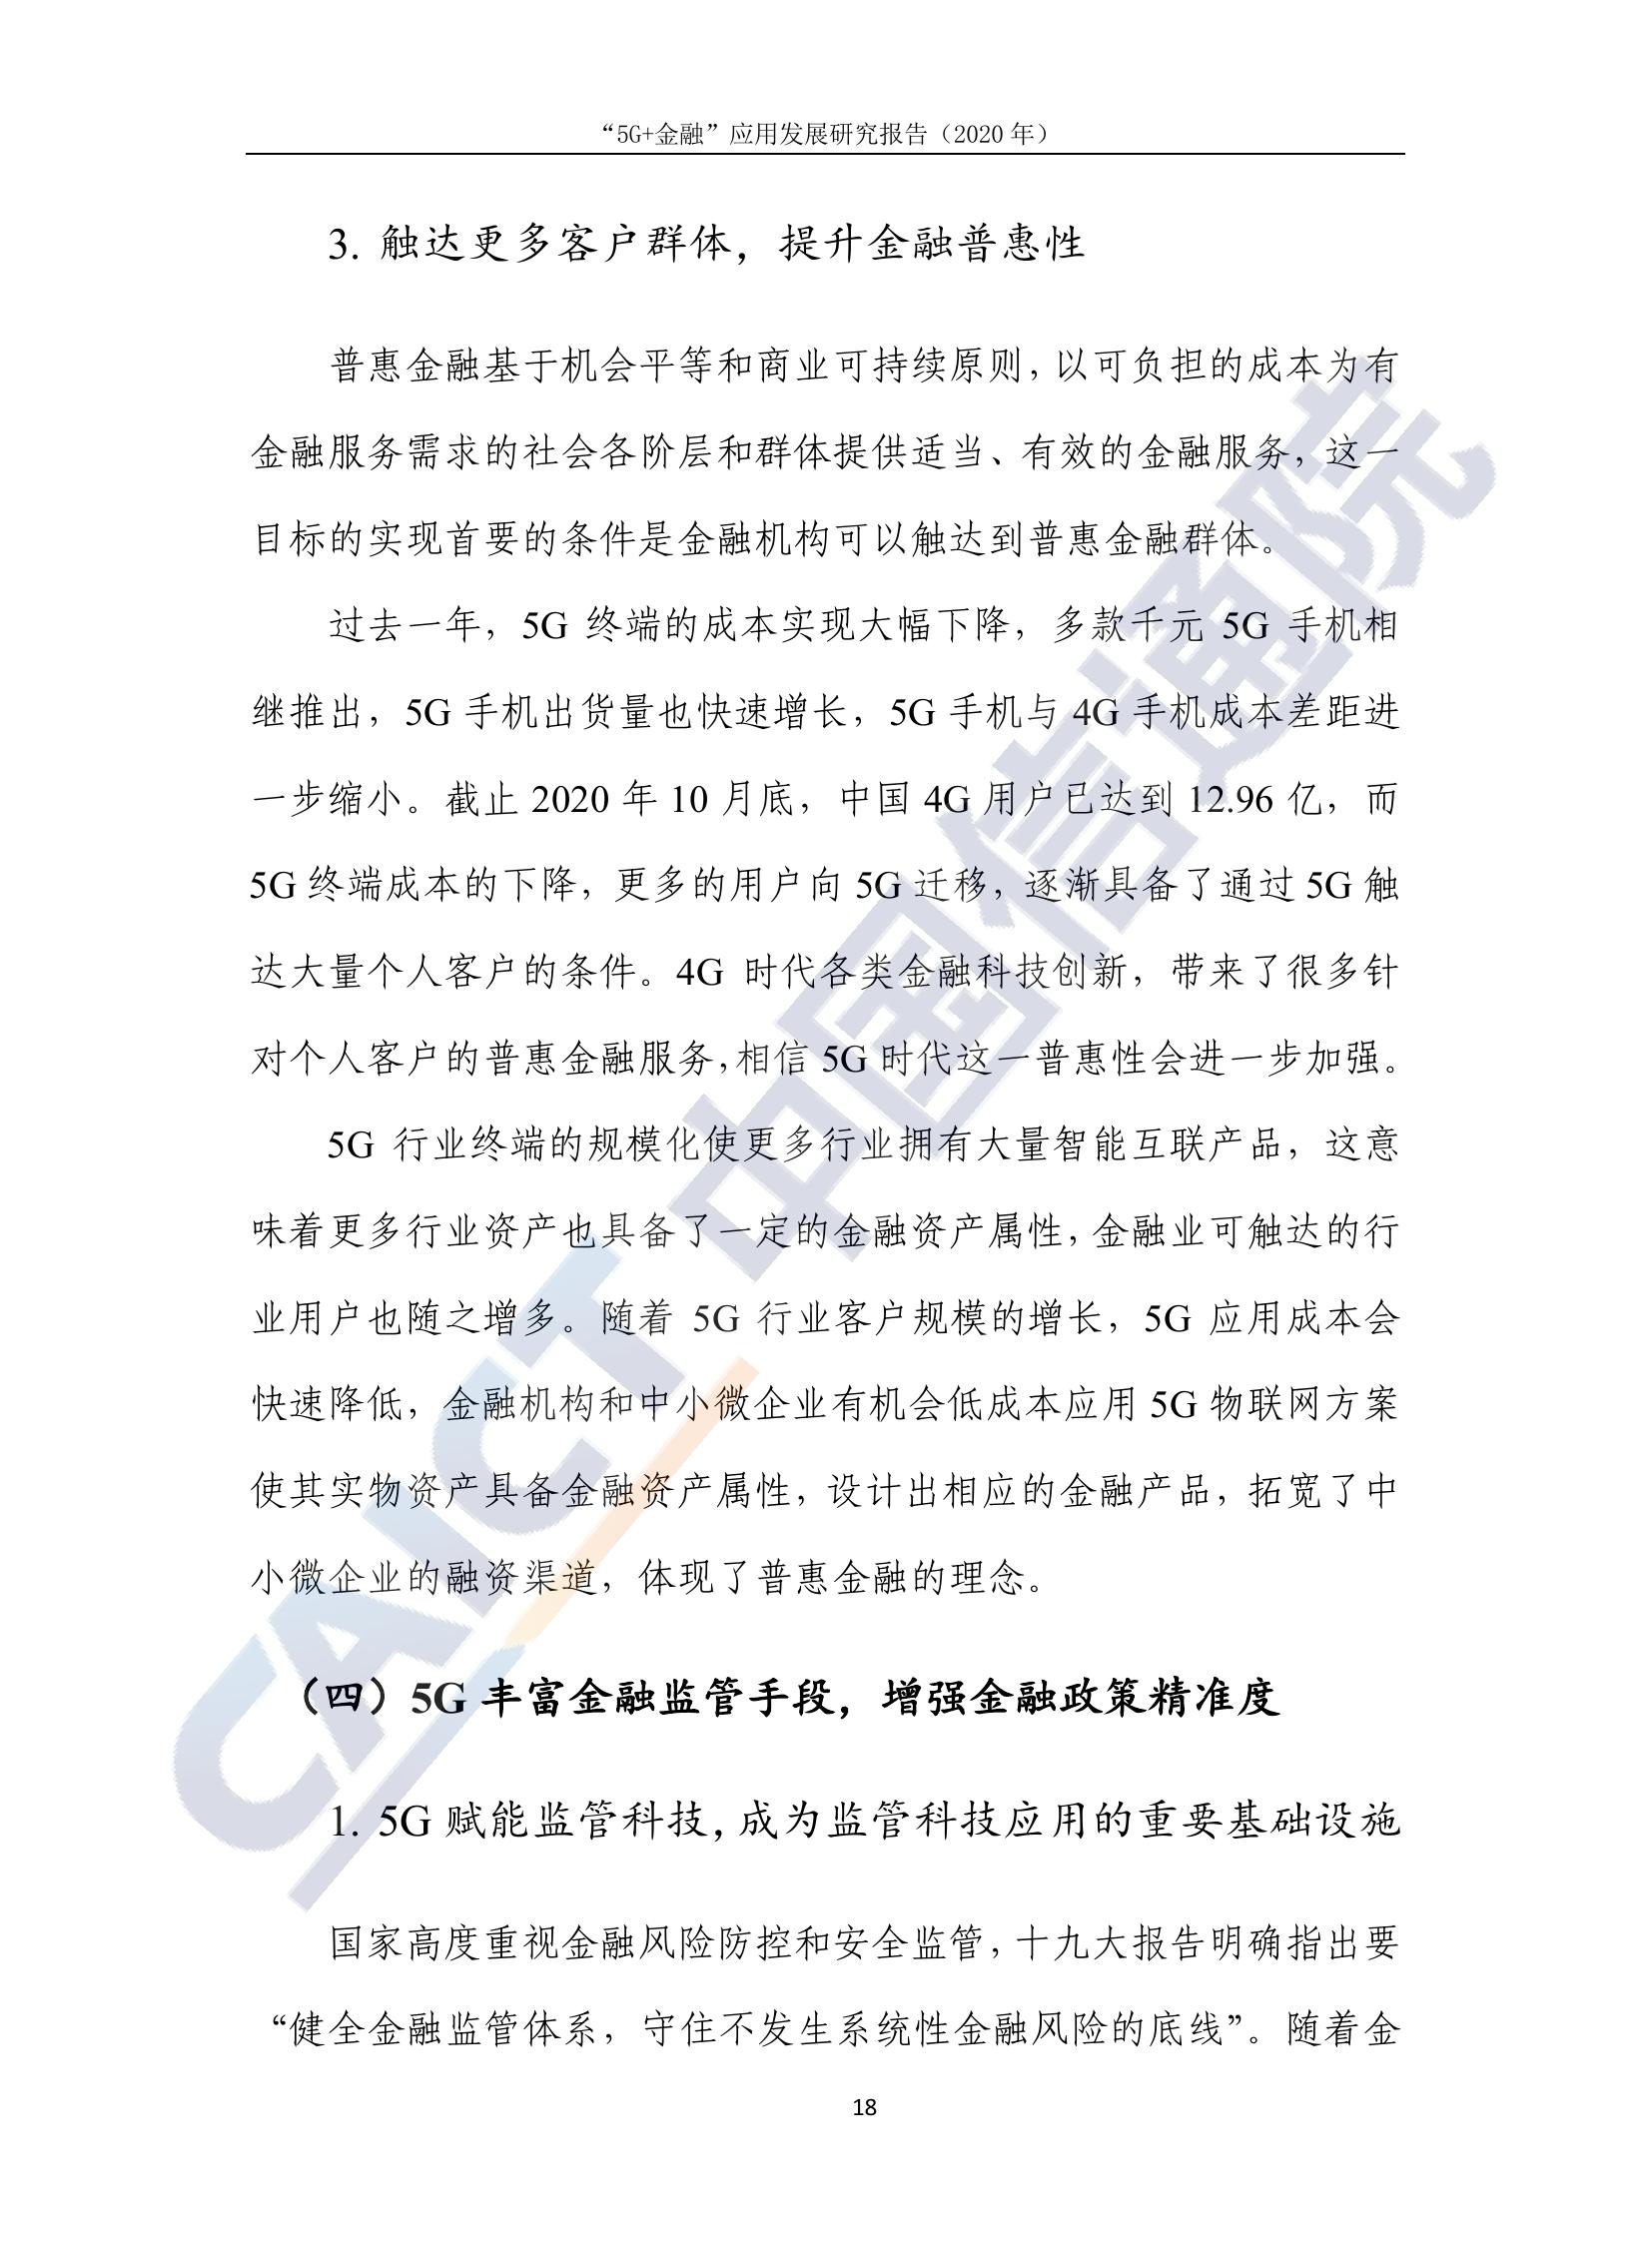 “5G+金融”应用发展研究报告（2020 年）
3. 触达更多客户群体，提升金融普惠性
普惠金融基于机会平等和商业可持续原则，以可负担的成本为有
金融服务需求的社会各阶层和群体提供适当、有效的金融服务，这一
目标的实现首要的条件是金融机构可以触达到普惠金融群体。
过去一年，5G 终端的成本实现大幅下降，多款千元 5G 手机相
继推出，5G 手机出货量也快速增长，5G 手机与 4G 手机成本差距进
一步缩小。截止 2020 年 10 月底，中国 4G 用户已达到 12.96 亿，而
5G 终端成本的下降，更多的用户向 5G 迁移，逐渐具备了通过 5G 触
达大量个人客户的条件。4G 时代各类金融科技创新，带来了很多针
对个人客户的普惠金融服务，相信 5G 时代这一普惠性会进一步加强。
5G 行业终端的规模化使更多行业拥有大量智能互联产品，这意
味着更多行业资产也具备了一定的金融资产属性，金融业可触达的行
业用户也随之增多。随着 5G 行业客户规模的增长，5G 应用成本会
快速降低，金融机构和中小微企业有机会低成本应用 5G 物联网方案
使其实物资产具备金融资产属性，设计出相应的金融产品，拓宽了中
小微企业的融资渠道，体现了普惠金融的理念。
（四）5G 丰富金融监管手段，增强金融政策精准度
1. 5G 赋能监管科技，成为监管科技应用的重要基础设施
国家高度重视金融风险防控和安全监管，十九大报告明确指出要
“健全金融监管体系，守住不发生系统性金融风险的底线”。随着金
18
CAICT 中国信通院